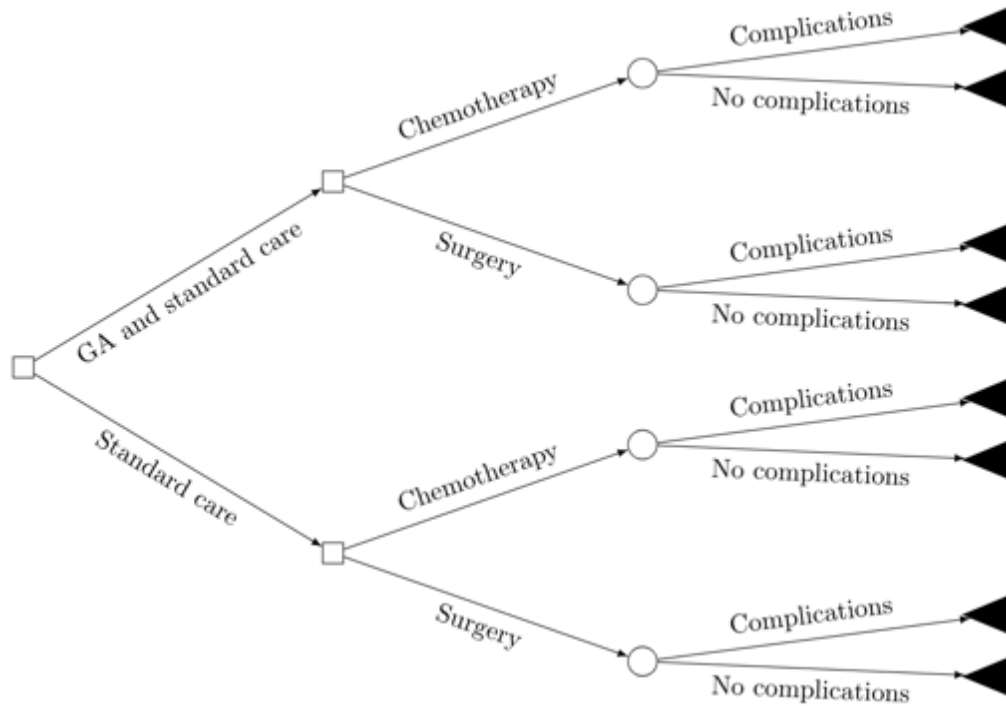 Complications
Chemotherapy
No complications
GA and standard care
Surgery
Complications
No complications
Standard care
Chemotherapy
Complications
No complications
Surgery
Complications
No complications